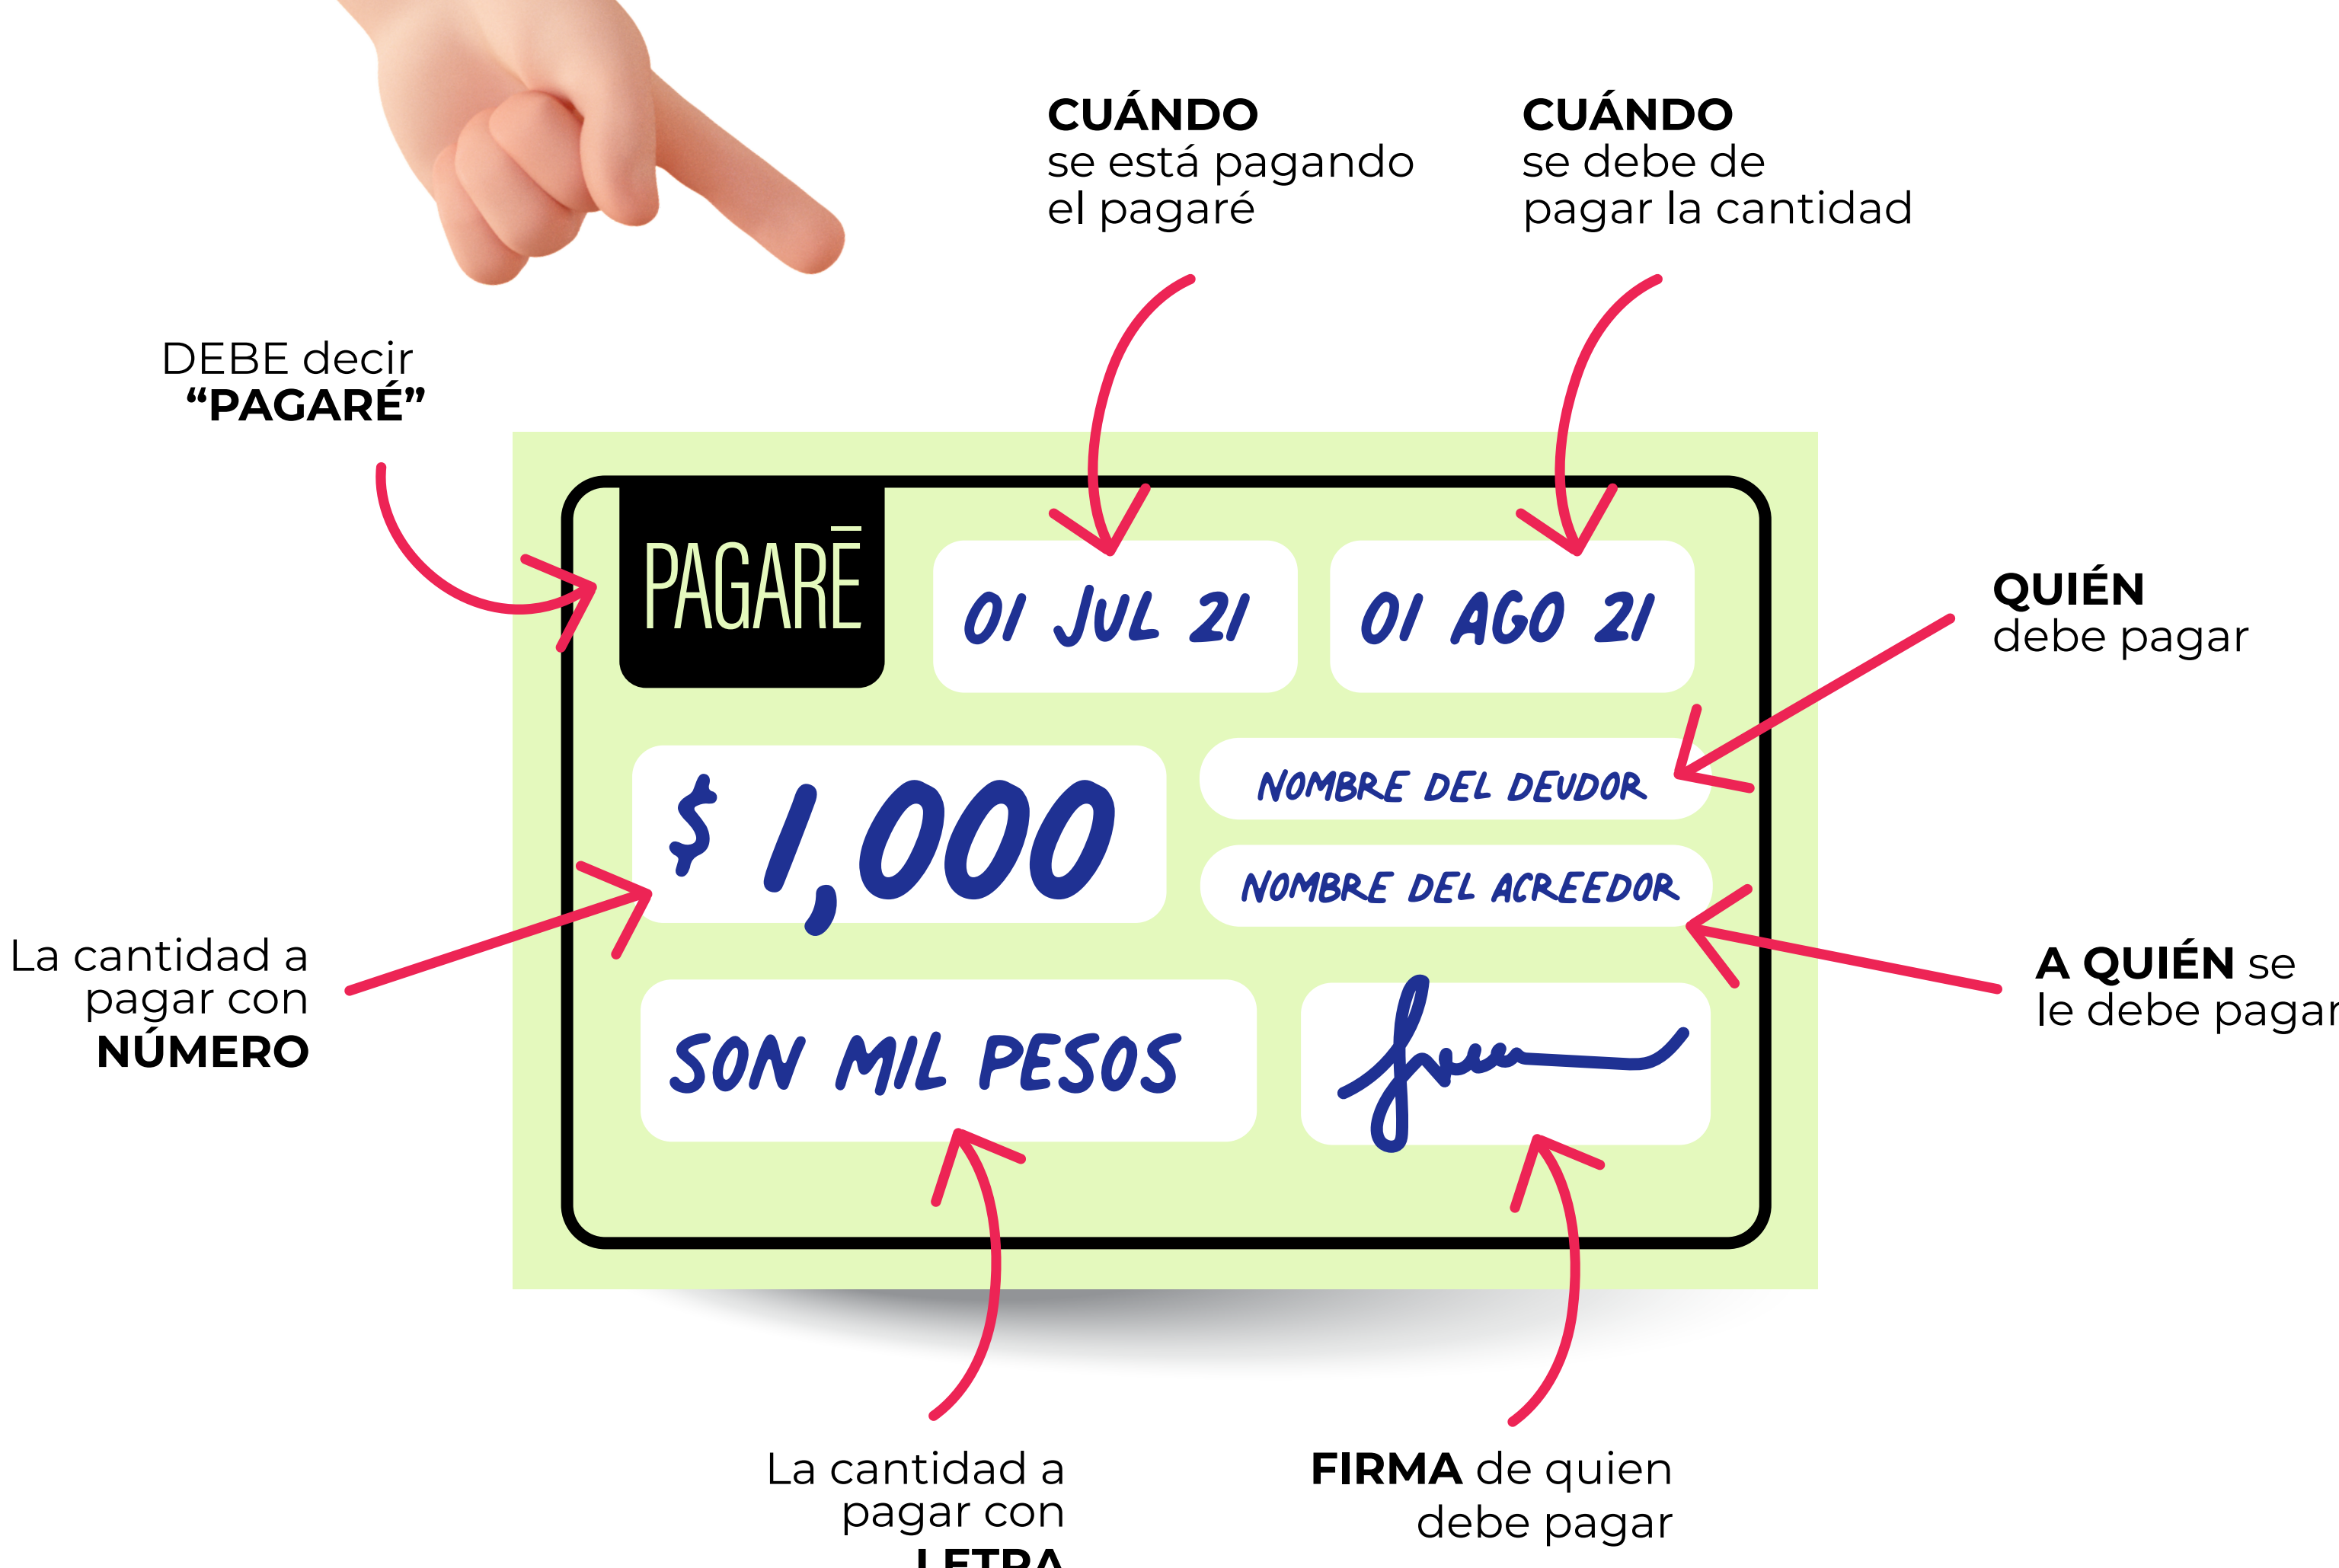 CUÁNDO
se está pagando
el pagaré
CUÁNDO
se debe de
pagar la cantidad
DEBE decir
“PAGARÉ”
PAGARÉ
01 JUL 21
01 AGO 21
QUIÉN
debe pagar
$ 1,000
NOMBRE DEL DEUDOR
NOMBRE DEL ACREEDOR
La cantidad a
pagar con
NÚMERO
A QUIÉN se
le debe pagar
SON MIL PESOS
La cantidad a
pagar con
LETRA
FIRMA de quien
debe pagar